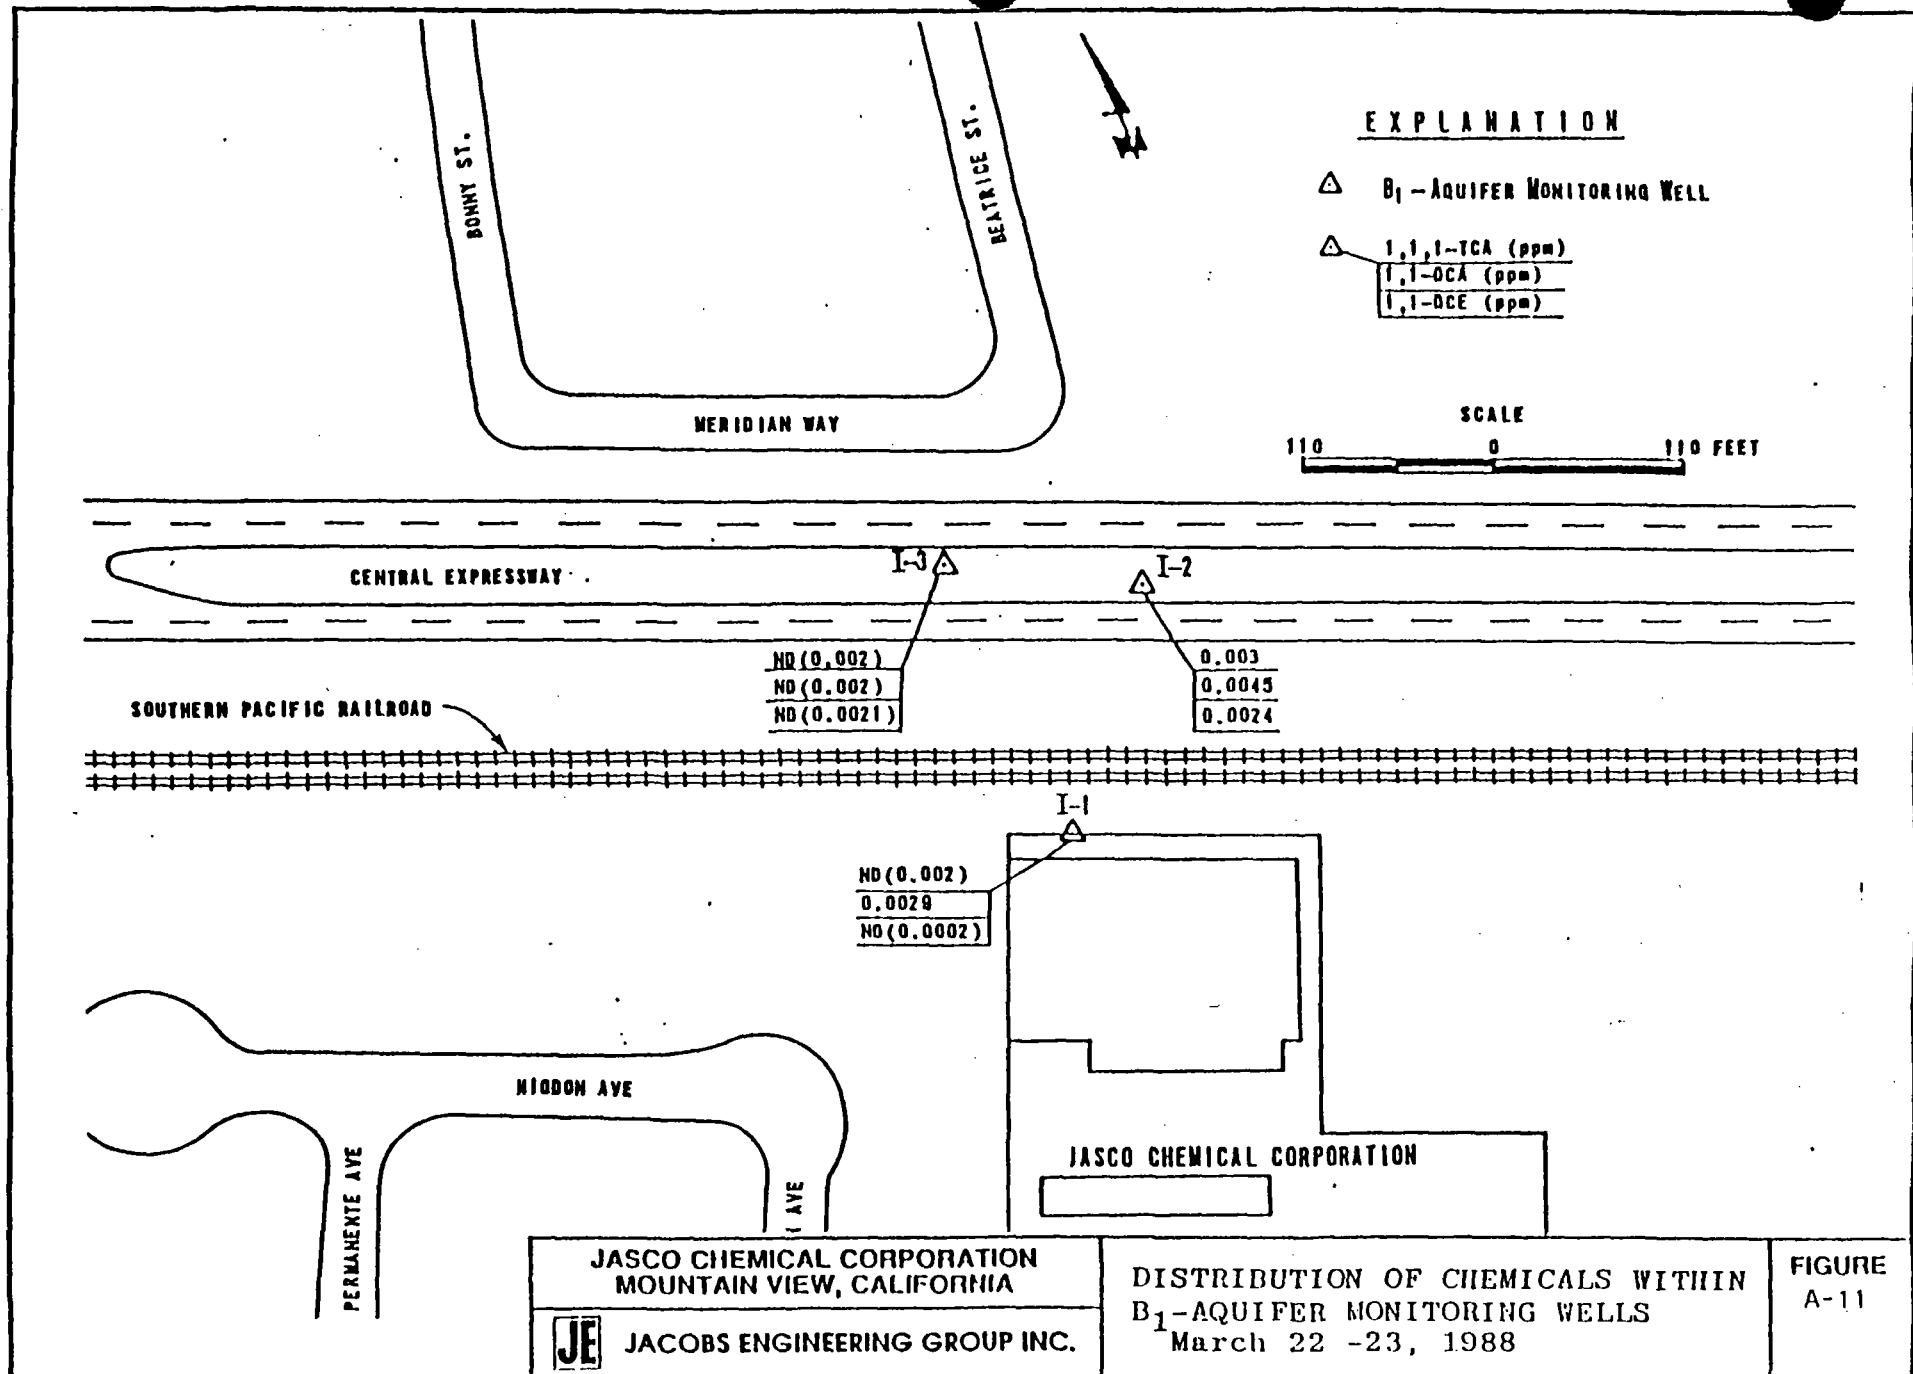 EXPLANATION
B1-AQUIFER MONITORING WELL
1,1,1-TCA (ppm)
1,1-DCA (ppm)
1,1-DCE (ppm)
BONNY ST.
BEATRICE ST.
MERIDIAN WAY
SCALE
110 0 110 FEET
CENTRAL EXPRESSWAY
I-3
I-2
ND(0.002)
ND(0.002)
ND(0.0021)
0.003
0.0045
0.0024
SOUTHERN PACIFIC RAILROAD
I-1
ND(0.002)
0.0029
ND(0.0002)
AVE
PERMANENTE AVE
AVE
JASCO CHEMICAL CORPORATION
JASCO CHEMICAL CORPORATION
MOUNTAIN VIEW, CALIFORNIA
JE JACOBS ENGINEERING GROUP INC.
DISTRIBUTION OF CHEMICALS WITHIN
B1-AQUIFER MONITORING WELLS
March 22 -23, 1988
FIGURE
A-11